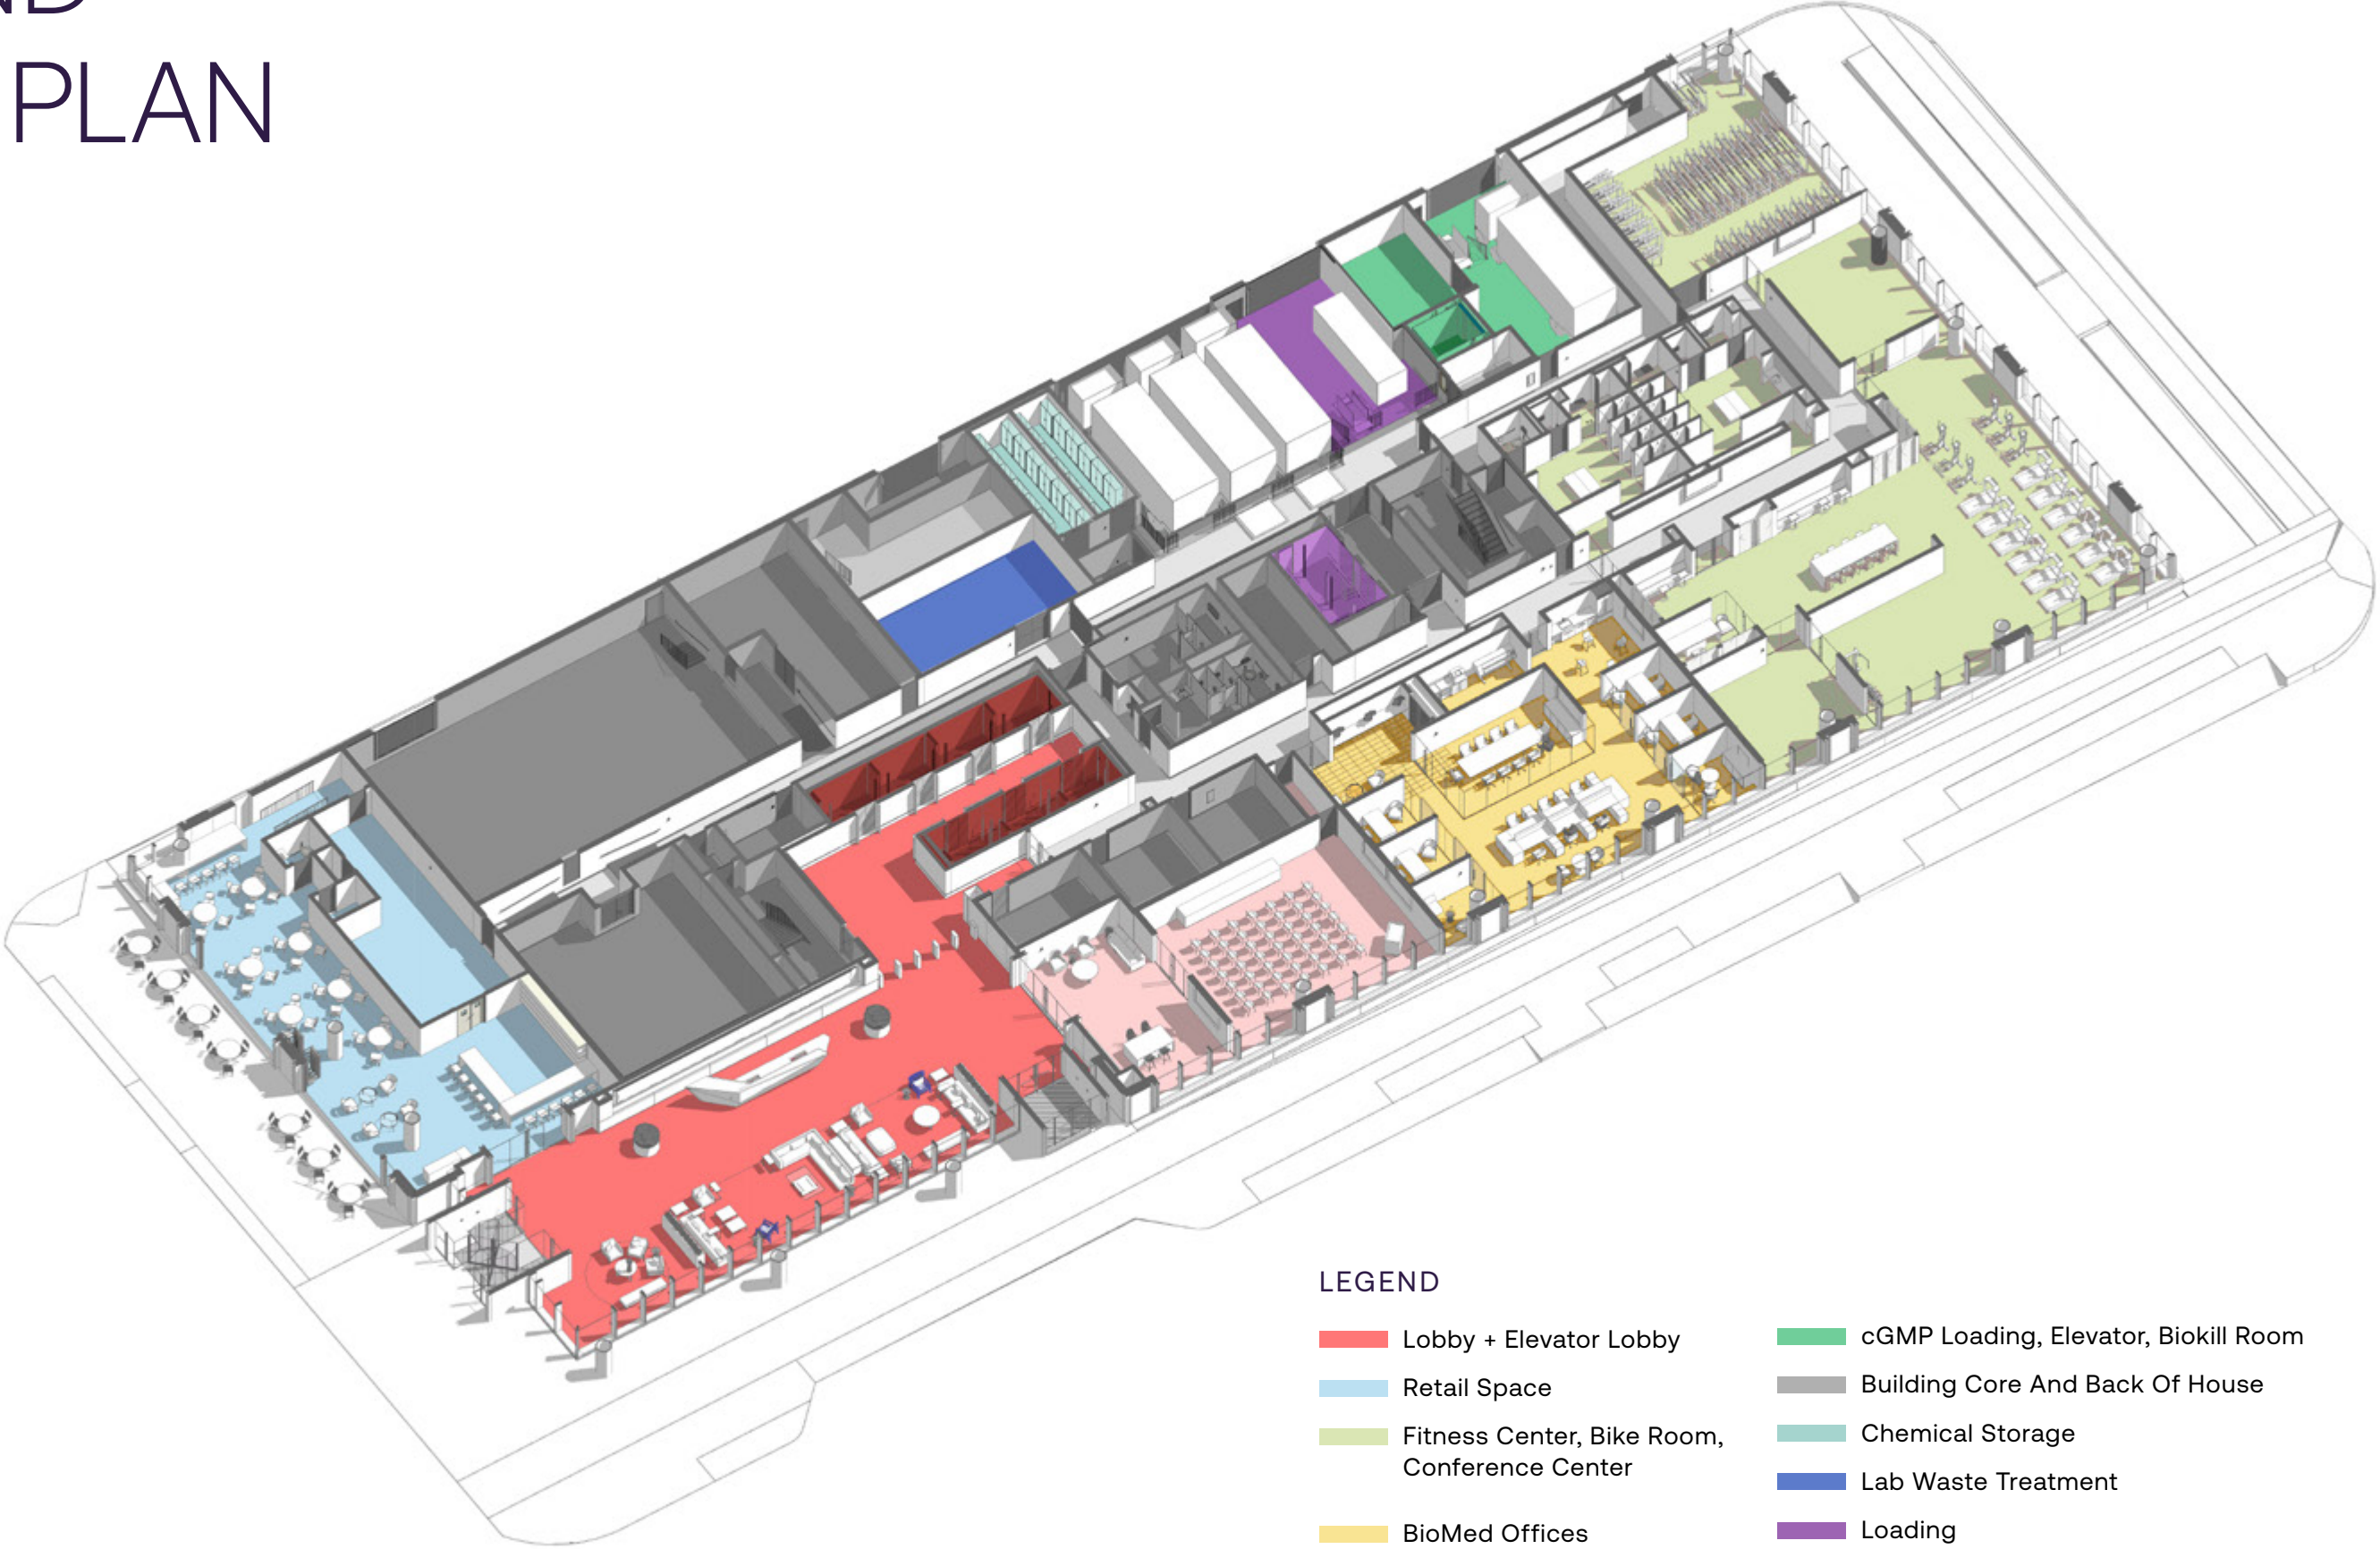 ND
PLAN
LEGEND
Lobby + Elevator Lobby
Retail Space
Fitness Center, Bike Room,
Conference Center
BioMed Offices
cGMP Loading, Elevator, Biokill Room
Building Core And Back Of House
Chemical Storage
Lab Waste Treatment
Loading